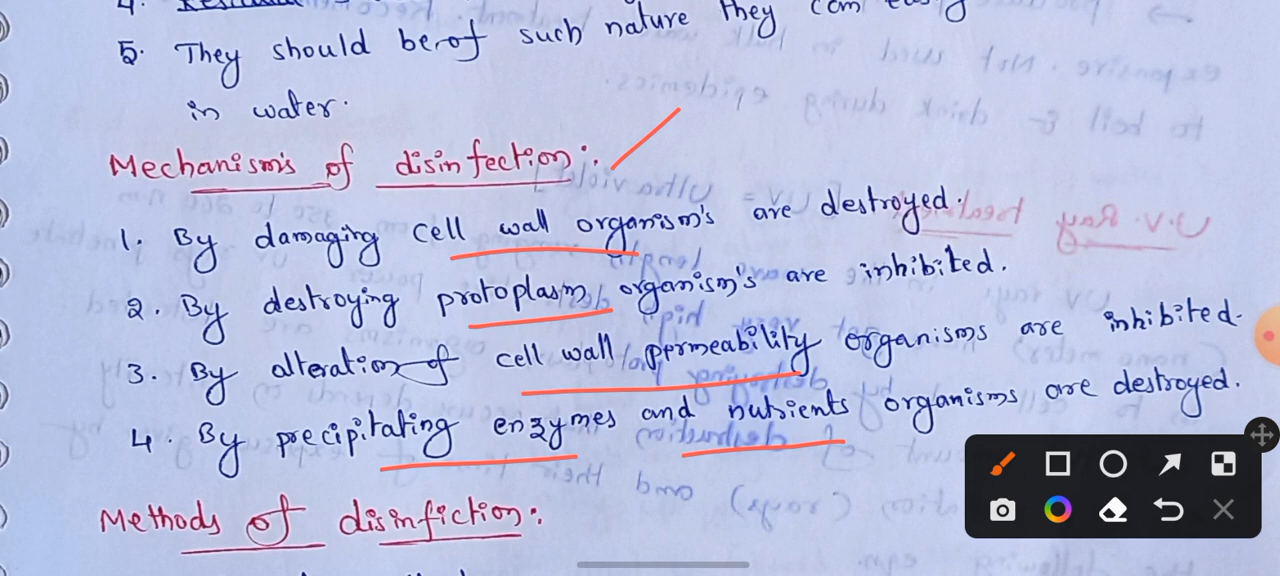 4.
5. They should be of such nature they can
in water.
Mechanism's of disinfection:.
1. By damaging cell wall organism's are destroyed.
2. By destroying protoplasm organism's are inhibited.
3. By alteration of cell wall permeability organisms are inhibited.
4. By precipitating enzymes and nutrients organisms are destroyed.
Methods of disinfiction: